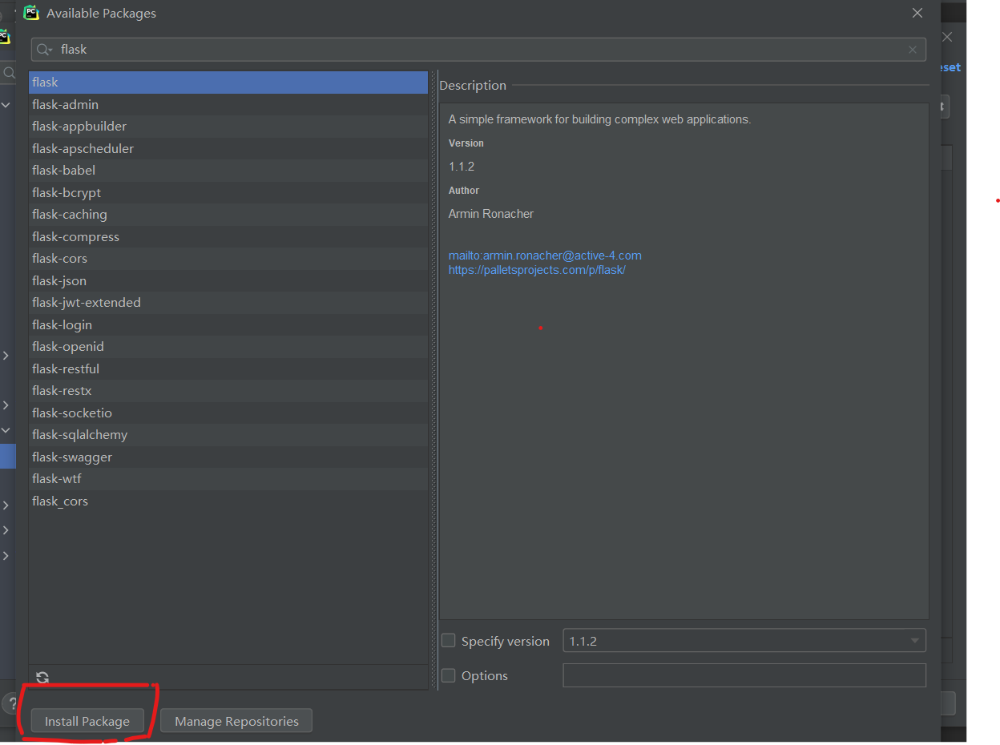 Available Packages
flask
eset
flask
flask-admin
flask-appbuilder
flask-apscheduler
flask-babel
flask-bcrypt
flask-caching
flask-compress
flask-cors
flask-json
flask-jwt-extended
flask-login
flask-openid
flask-restful
flask-restx
flask-socketio
flask-sqlalchemy
flask-swagger
flask-wtf
flask_cors
Description
A simple framework for building complex web applications.
Version
1.1.2
Author
Armin Ronacher
mailto:armin.ronacher@active-4.com
https://palletsprojects.com/p/flask/
Specify version 1.1.2
Options
Install Package Manage Repositories